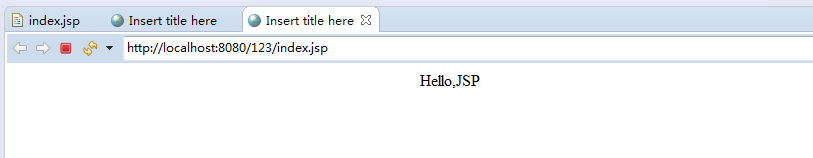 index.jsp Insert title here Insert title here
http://localhost:8080/123/index.jsp
Hello,JSP